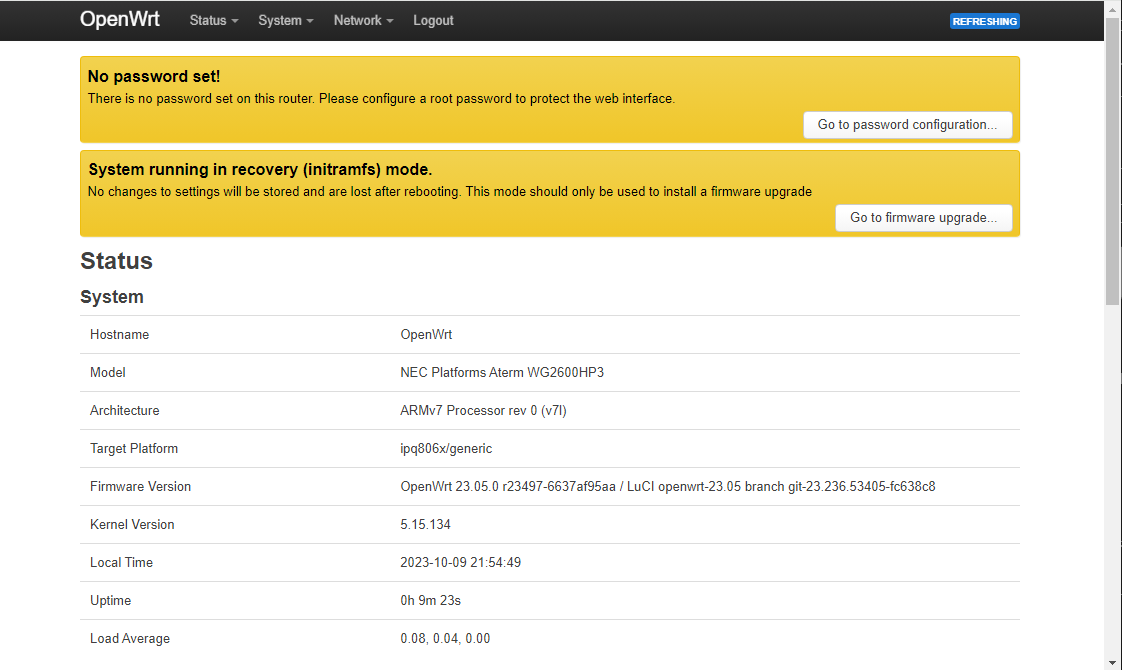 OpenWrt Status System Network Logout REFRESHING
No password set!
There is no password set on this router. Please configure a root password to protect the web interface.
Go to password configuration...
System running in recovery (initramfs) mode.
No changes to settings will be stored and are lost after rebooting. This mode should only be used to install a firmware upgrade
Go to firmware upgrade...
Status
System
Hostname OpenWrt
Model NEC Platforms Aterm WG2600HP3
Architecture ARMv7 Processor rev 0 (v7l)
Target Platform ipq806x/generic
Firmware Version OpenWrt 23.05.0 r23497-6637af95aa / LuCI openwrt-23.05 branch git-23.236.53405-fc638c8
Kernel Version 5.15.134
Local Time 2023-10-09 21:54:49
Uptime 0h 9m 23s
Load Average 0.08, 0.04, 0.00